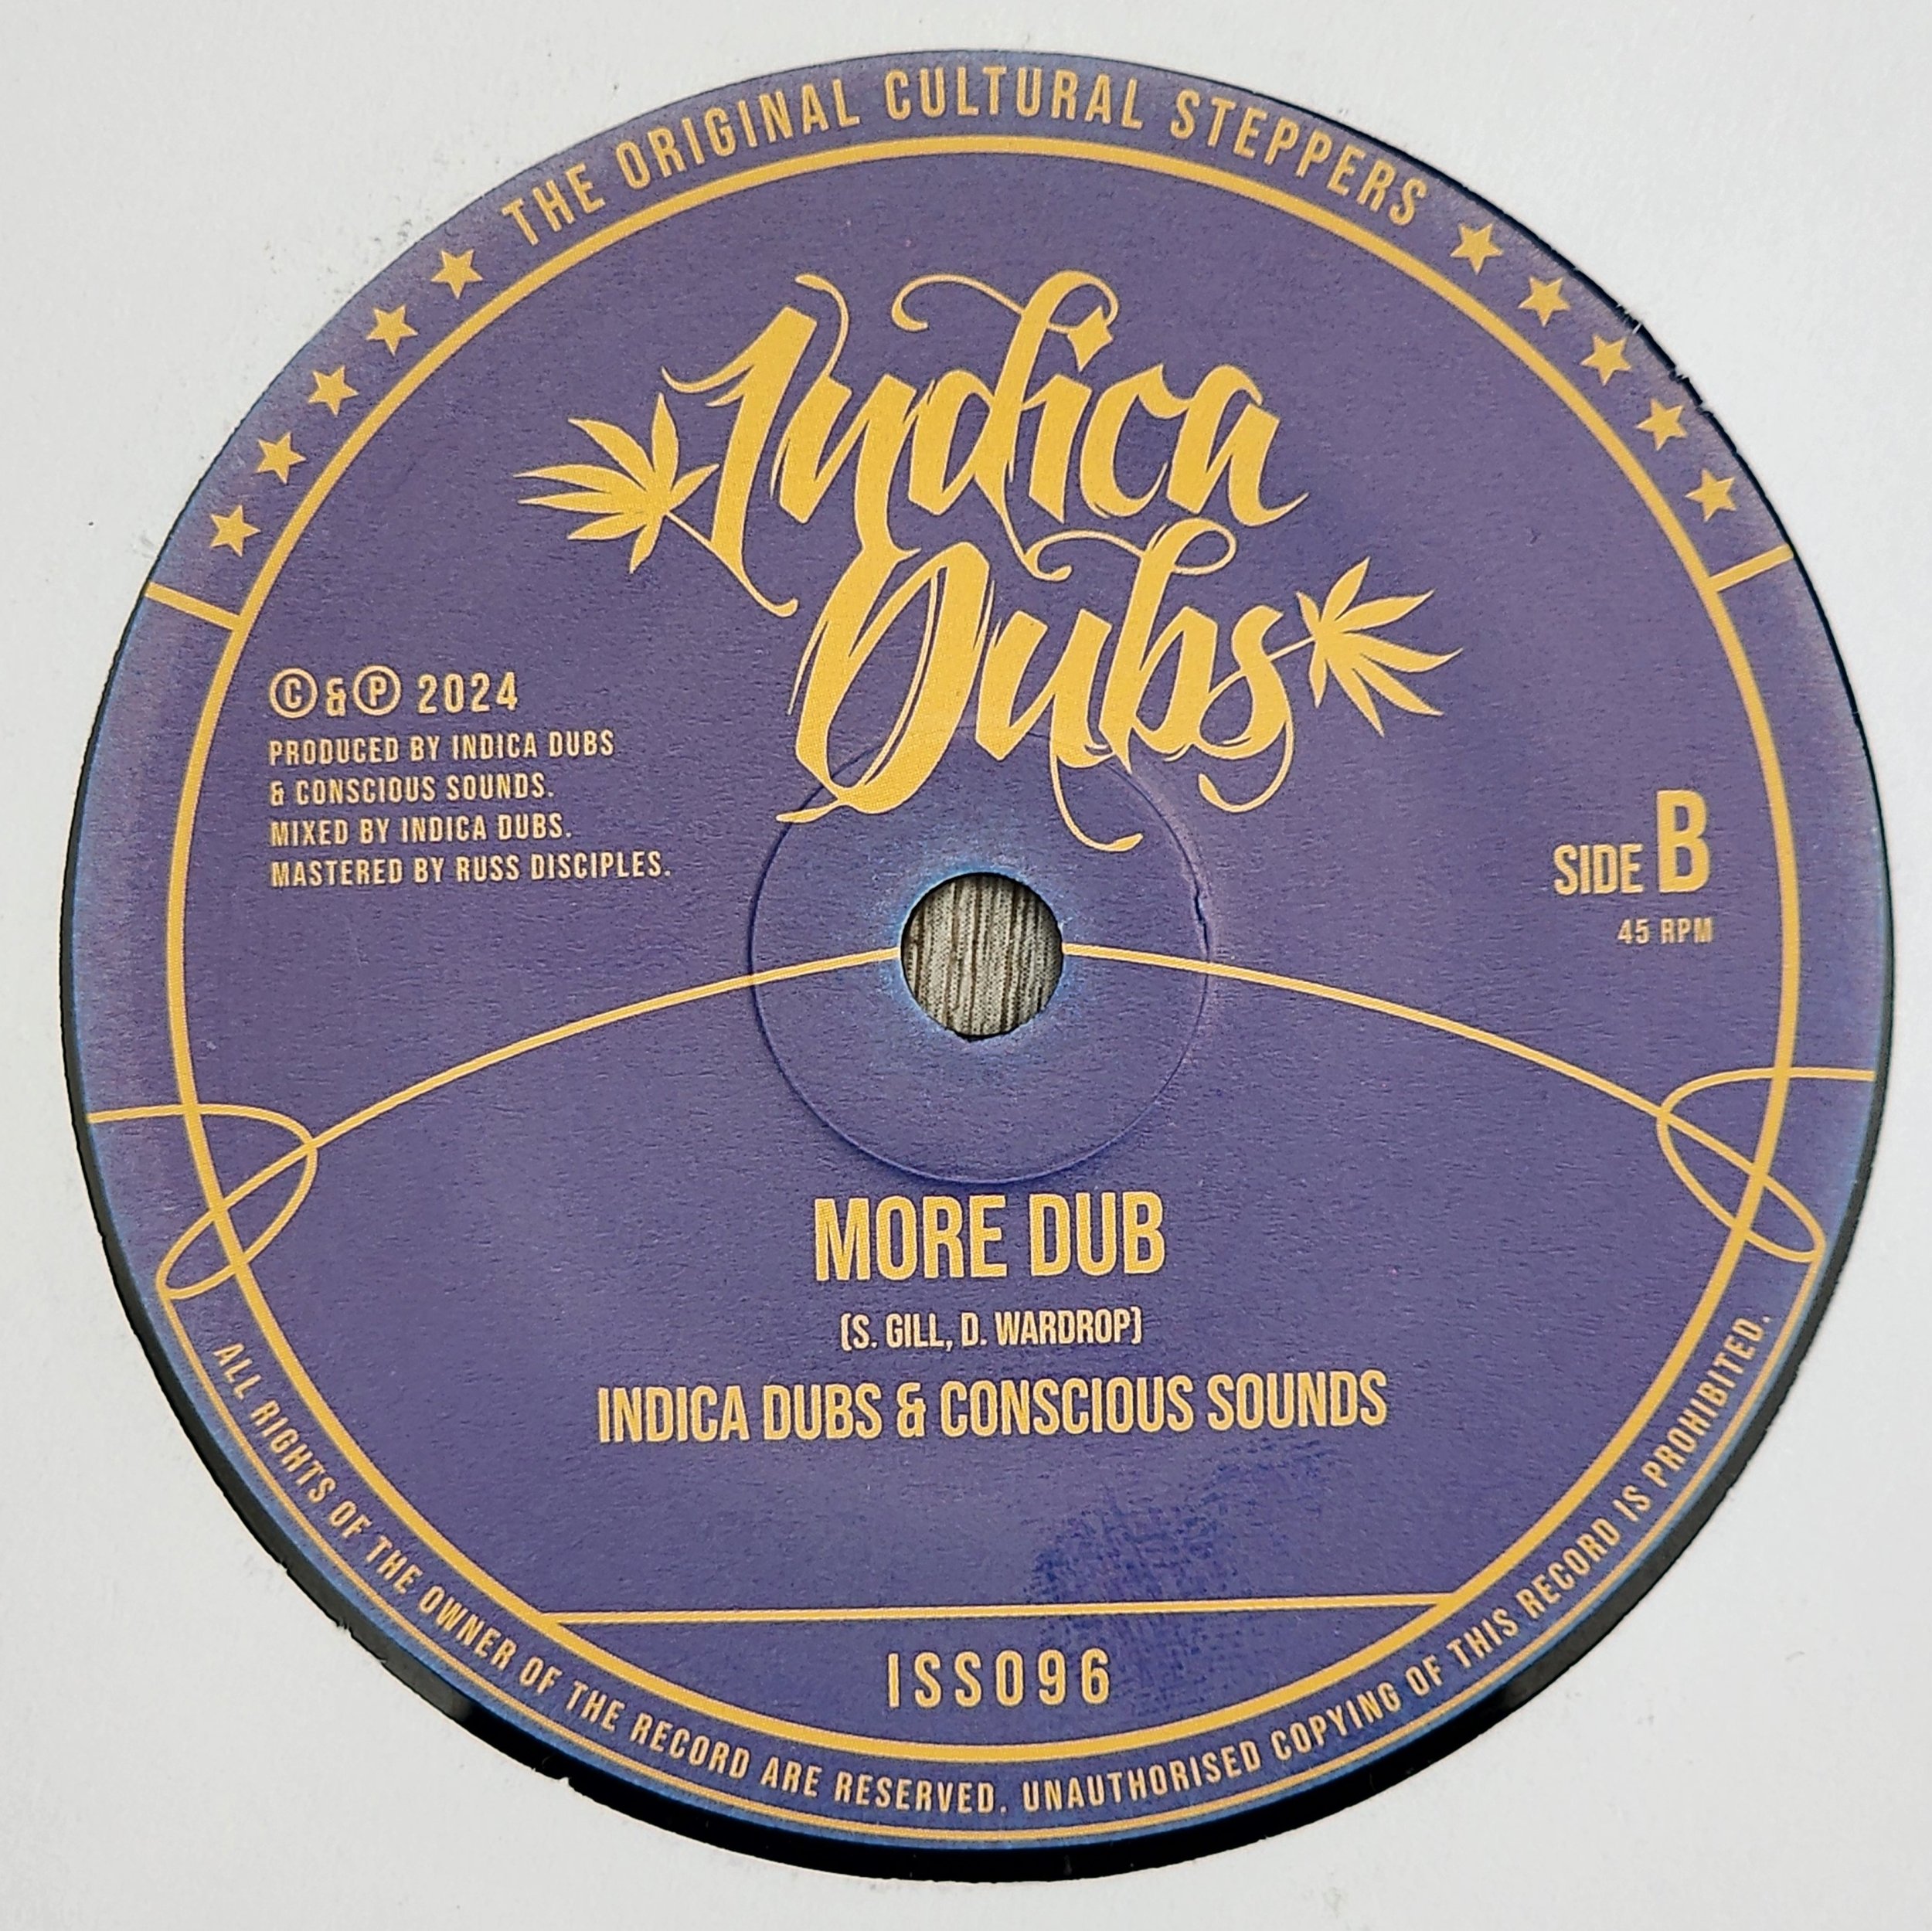 THE ORIGINAL CULTURAL STEPPERS
Indica
Dubs
© & ℗ 2024
PRODUCED BY INDICA DUBS
& CONSCIOUS SOUNDS.
MIXED BY INDICA DUBS.
MASTERED BY RUSS DISCIPLES.
SIDE B
45 RPM
MORE DUB
(S. GILL, D. WARDROP)
INDICA DUBS & CONSCIOUS SOUNDS
ISS096
ALL RIGHTS OF THE OWNER OF THE RECORD ARE RESERVED. UNAUTHORISED COPYING OF THIS RECORD IS PROHIBITED.